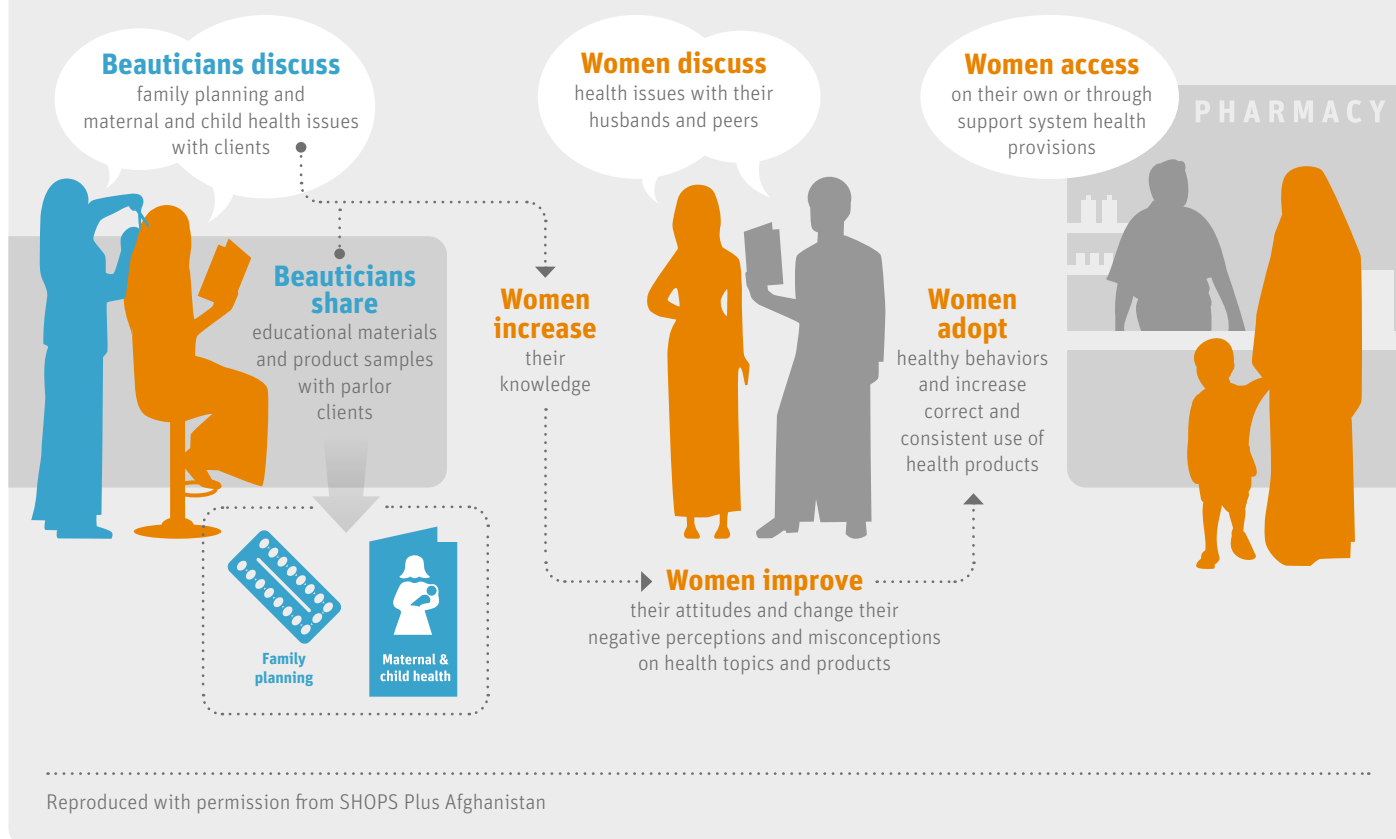 Beauticians discuss
family planning and
maternal and child health issues
with clients
Beauticians
share
educational materials
and product samples
with parlor
clients
Family
planning
Maternal &
child health
Women
increase
their
knowledge
Women discuss
health issues with their
husbands and peers
Women improve
their attitudes and change their
negative perceptions and misconceptions
on health topics and products
Women
adopt
healthy behaviors
and increase
correct and
consistent use of
health products
Women access
on their own or through
support system health
provisions
PHARMACY
Reproduced with permission from SHOPS Plus Afghanistan